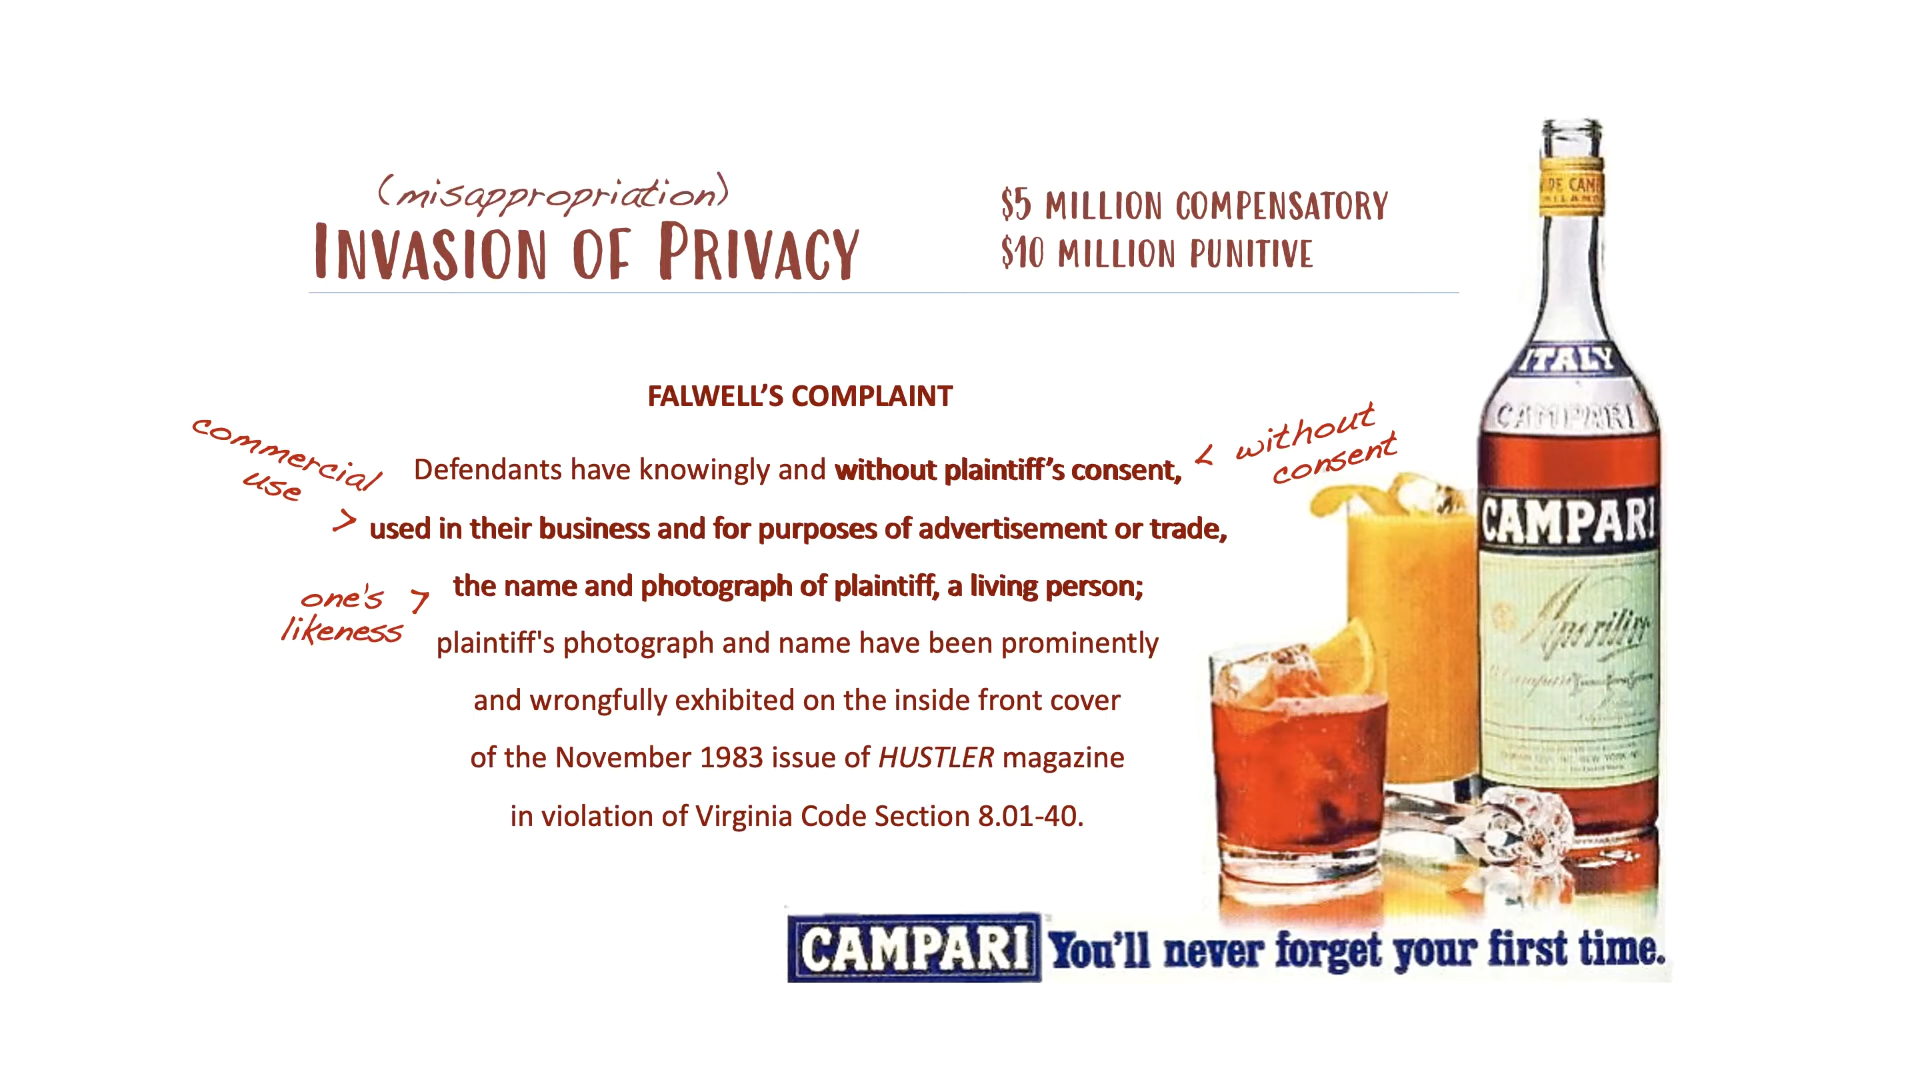 (misappropriation)
INVASION OF PRIVACY
$5 MILLION COMPENSATORY
$10 MILLION PUNITIVE
FALWELL'S COMPLAINT
commercial
use >
Defendants have knowingly and without plaintiff's consent,
< without
consent
used in their business and for purposes of advertisement or trade,
one's >
likeness
the name and photograph of plaintiff, a living person;
plaintiff's photograph and name have been prominently
and wrongfully exhibited on the inside front cover
of the November 1983 issue of HUSTLER magazine
in violation of Virginia Code Section 8.01-40.
ITALY
CAMPARI
CAMPARI
CAMPARI You'll never forget your first time.